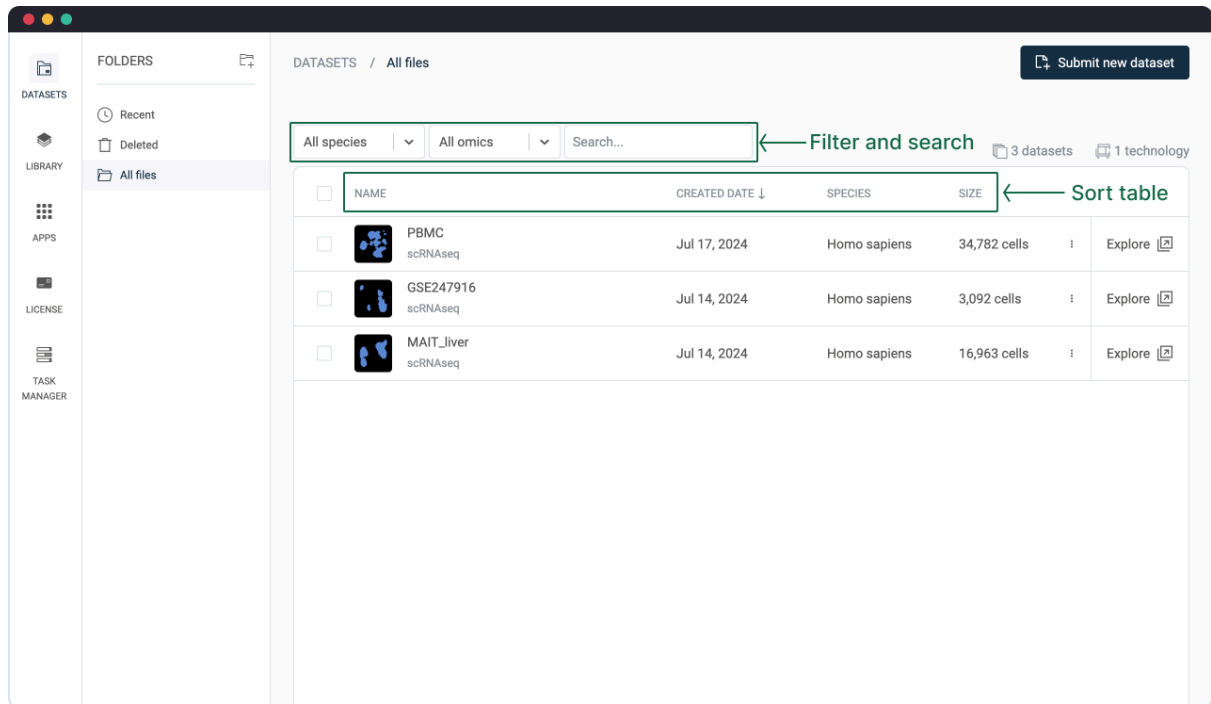 DATASETS
LIBRARY
APPS
LICENSE
TASK
MANAGER
FOLDERS
Recent
Deleted
All files
DATASETS / All files
Submit new dataset
All species
All omics
Search...
Filter and search
3 datasets
1 technology
NAME CREATED DATE ↓ SPECIES SIZE
Sort table
PBMC
scRNAseq
Jul 17, 2024
Homo sapiens
34,782 cells
Explore
GSE247916
scRNAseq
Jul 14, 2024
Homo sapiens
3,092 cells
Explore
MAIT_liver
scRNAseq
Jul 14, 2024
Homo sapiens
16,963 cells
Explore